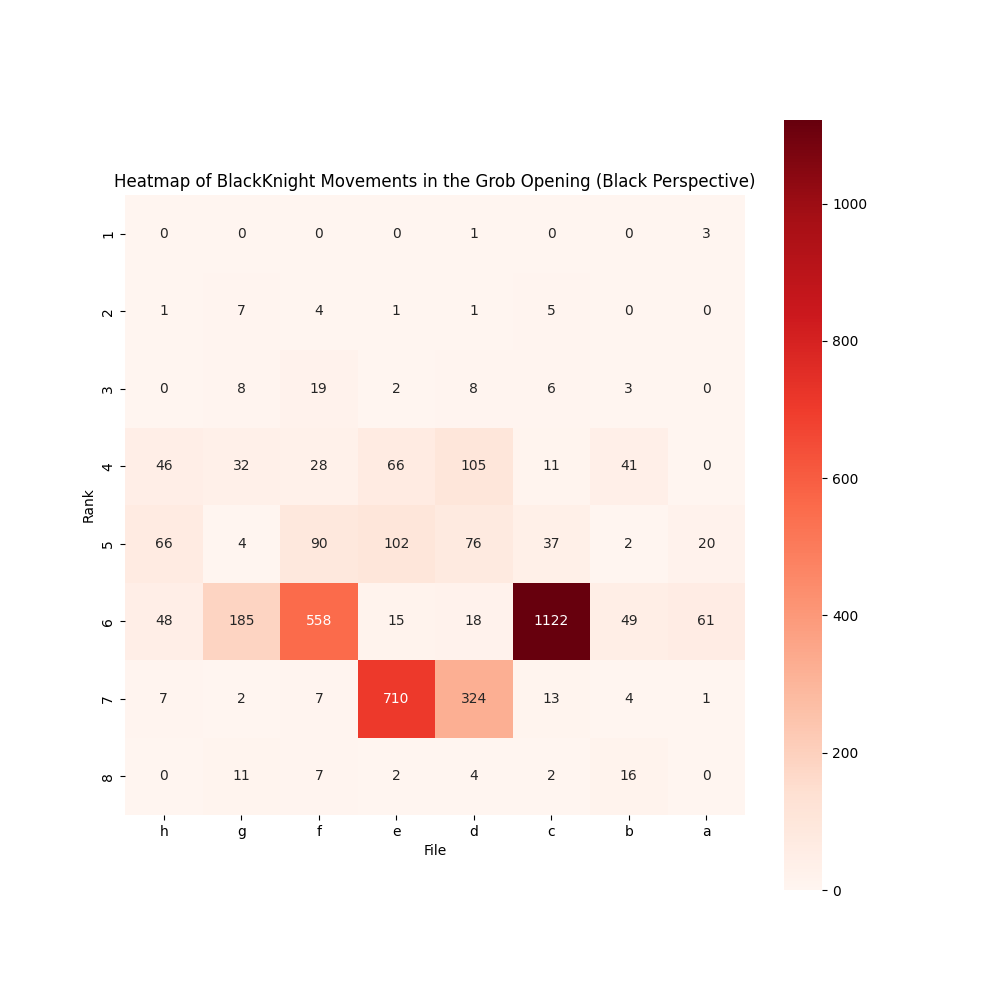 Heatmap of BlackKnight Movements in the Grob Opening (Black Perspective)
1 0 0 0 0 1 0 0 3
2 1 7 4 1 1 5 0 0
3 0 8 19 2 8 6 3 0
4 46 32 28 66 105 11 41 0
5 66 4 90 102 76 37 2 20
6 48 185 558 15 18 1122 49 61
7 7 2 7 710 324 13 4 1
8 0 11 7 2 4 2 16 0
h g f e d c b a
File
Rank
1000
800
600
400
200
0